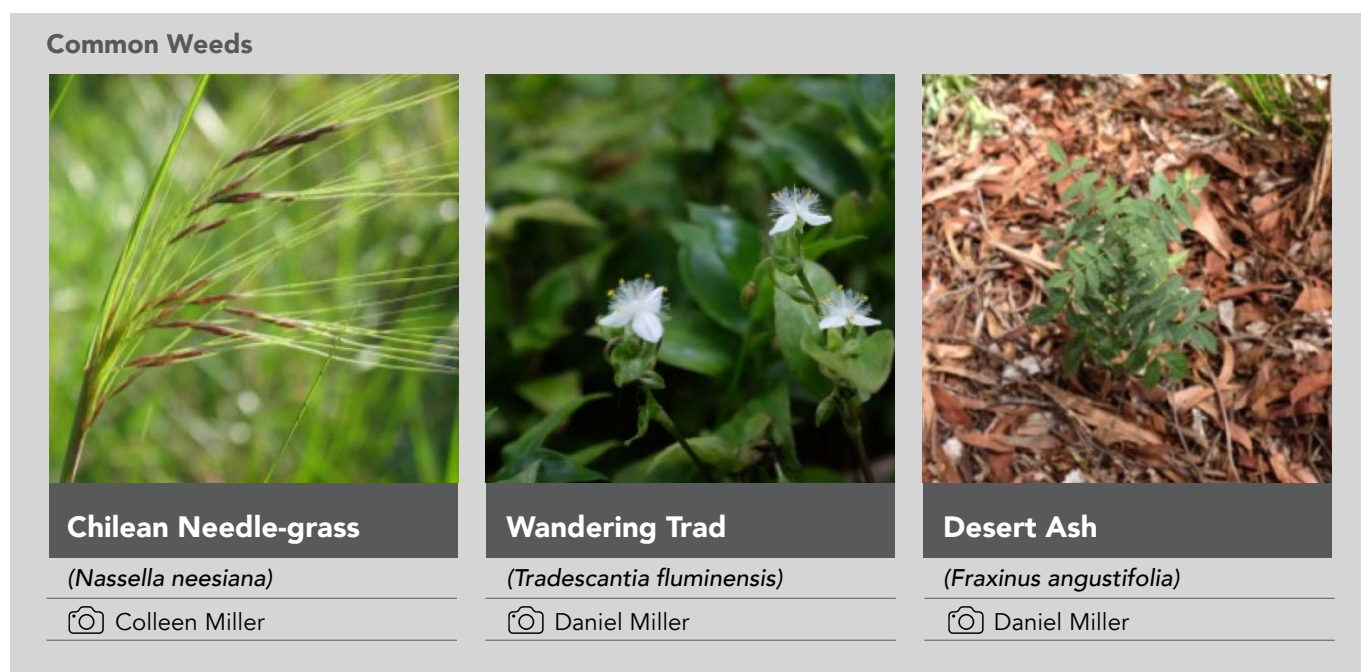 Common Weeds
Chilean Needle-grass
(Nassella neesiana)
Colleen Miller
Wandering Trad
(Tradescantia fluminensis)
Daniel Miller
Desert Ash
(Fraxinus angustifolia)
Daniel Miller